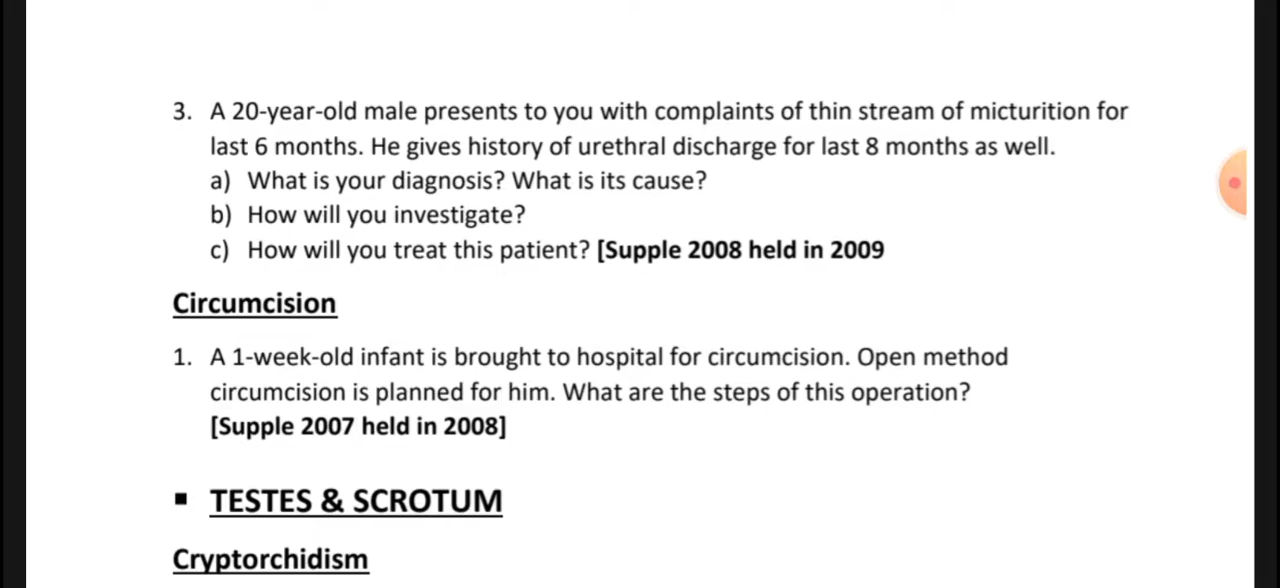 3. A 20-year-old male presents to you with complaints of thin stream of micturition for
last 6 months. He gives history of urethral discharge for last 8 months as well.
a) What is your diagnosis? What is its cause?
b) How will you investigate?
c) How will you treat this patient? [Supple 2008 held in 2009
Circumcision
1. A 1-week-old infant is brought to hospital for circumcision. Open method
circumcision is planned for him. What are the steps of this operation?
[Supple 2007 held in 2008]
▪ TESTES & SCROTUM
Cryptorchidism